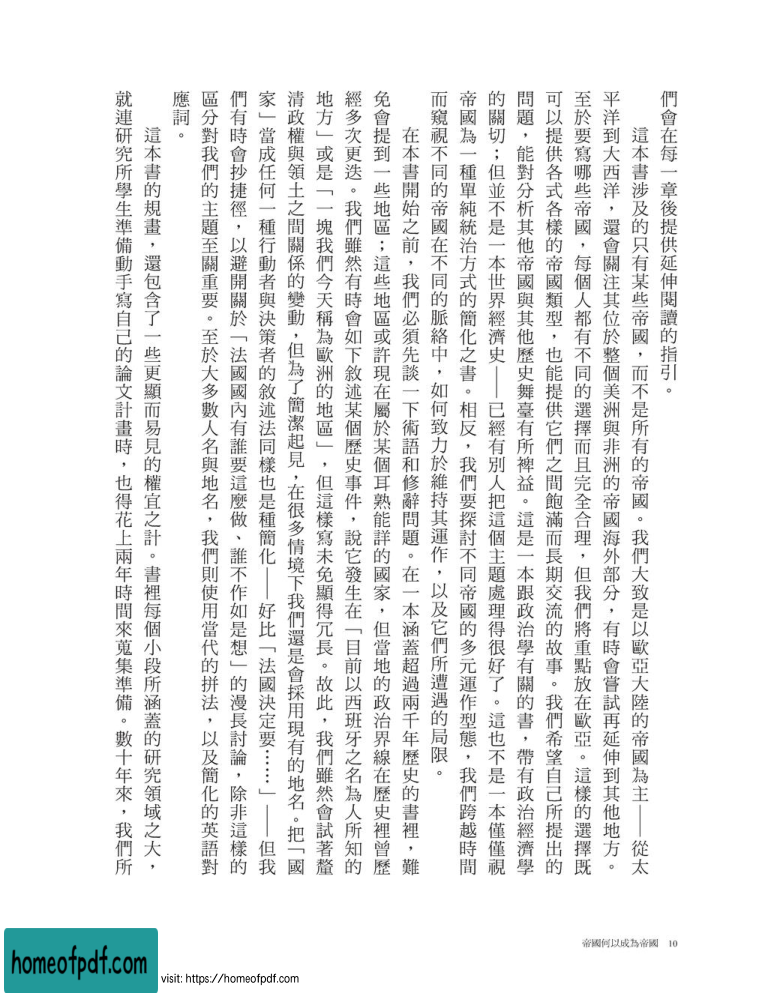 們會在每一章後提供延伸閱讀的指引。
這本書涉及的只有某些帝國，而不是所有的帝國。我們大致是以歐亞大陸的帝國為主——從太
平洋到大西洋，還會關注其位於整個美洲與非洲的帝國海外部分，有時會嘗試再延伸到其他地方。
至於要寫哪些帝國，每個人都有不同的選擇而且完全合理，但我們將重點放在歐亞。這樣的選擇既
可以提供各式各樣的帝國類型，也能提供它們之間飽滿而長期交流的故事。我們希望自己所提出的
問題，能對分析其他帝國與其他歷史舞臺有所裨益。這是一本跟政治學有關的書，帶有政治經濟學
的關切；但並不是一本世界經濟史——已經有別人把這個主題處理得很好了。這也不是一本僅僅視
帝國為一種單純統治方式的簡化之書。相反，我們要探討不同帝國的多元運作型態，我們跨越時間
而窺視不同的帝國在不同的脈絡中，如何致力於維持其運作，以及它們所遭遇的局限。
在本書開始之前，我們必須先談一下術語和修辭問題。在一本涵蓋超過兩千年歷史的書裡，難
免會提到一些地區；這些地區或許現在屬於某個耳熟能詳的國家，但當地的政治界線在歷史裡曾歷
經多次更迭。我們雖然有時會如下敘述某個歷史事件，說它發生在「目前以西班牙之名為人所知的
地方」或是「一塊我們今天稱為歐洲的地區」，但這樣寫未免顯得冗長。故此，我們雖然會試著釐
清政權與領土之間關係的變動，但為了簡潔起見，在很多情境下我們還是會採用現有的地名。把「國
家」當成任何一種行動者與決策者的敘述法同樣也是種簡化——好比「法國決定要……」——但我
們有時會抄捷徑，以避開關於「法國國內有誰要這麼做、誰不作如是想」的漫長討論，除非這樣的
區分對我們的主題至關重要。至於大多數人名與地名，我們則使用當代的拼法，以及簡化的英語對
應詞。
這本書的規畫，還包含了一些更顯而易見的權宜之計。書裡每個小段所涵蓋的研究領域之大，
就連研究所學生準備動手寫自己的論文計畫時，也得花上兩年時間來蒐集準備。數十年來，我們所
帝國何以成為帝國 10
homeofpdf.com
visit: https://homeofpdf.com